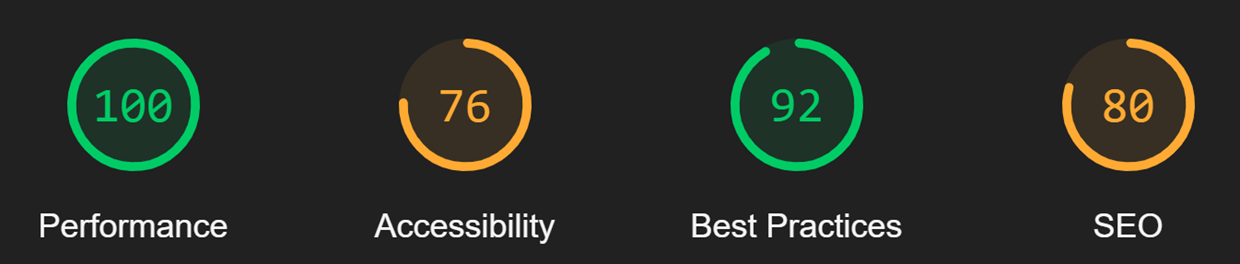 100 76 92 80
Performance Accessibility Best Practices SEO